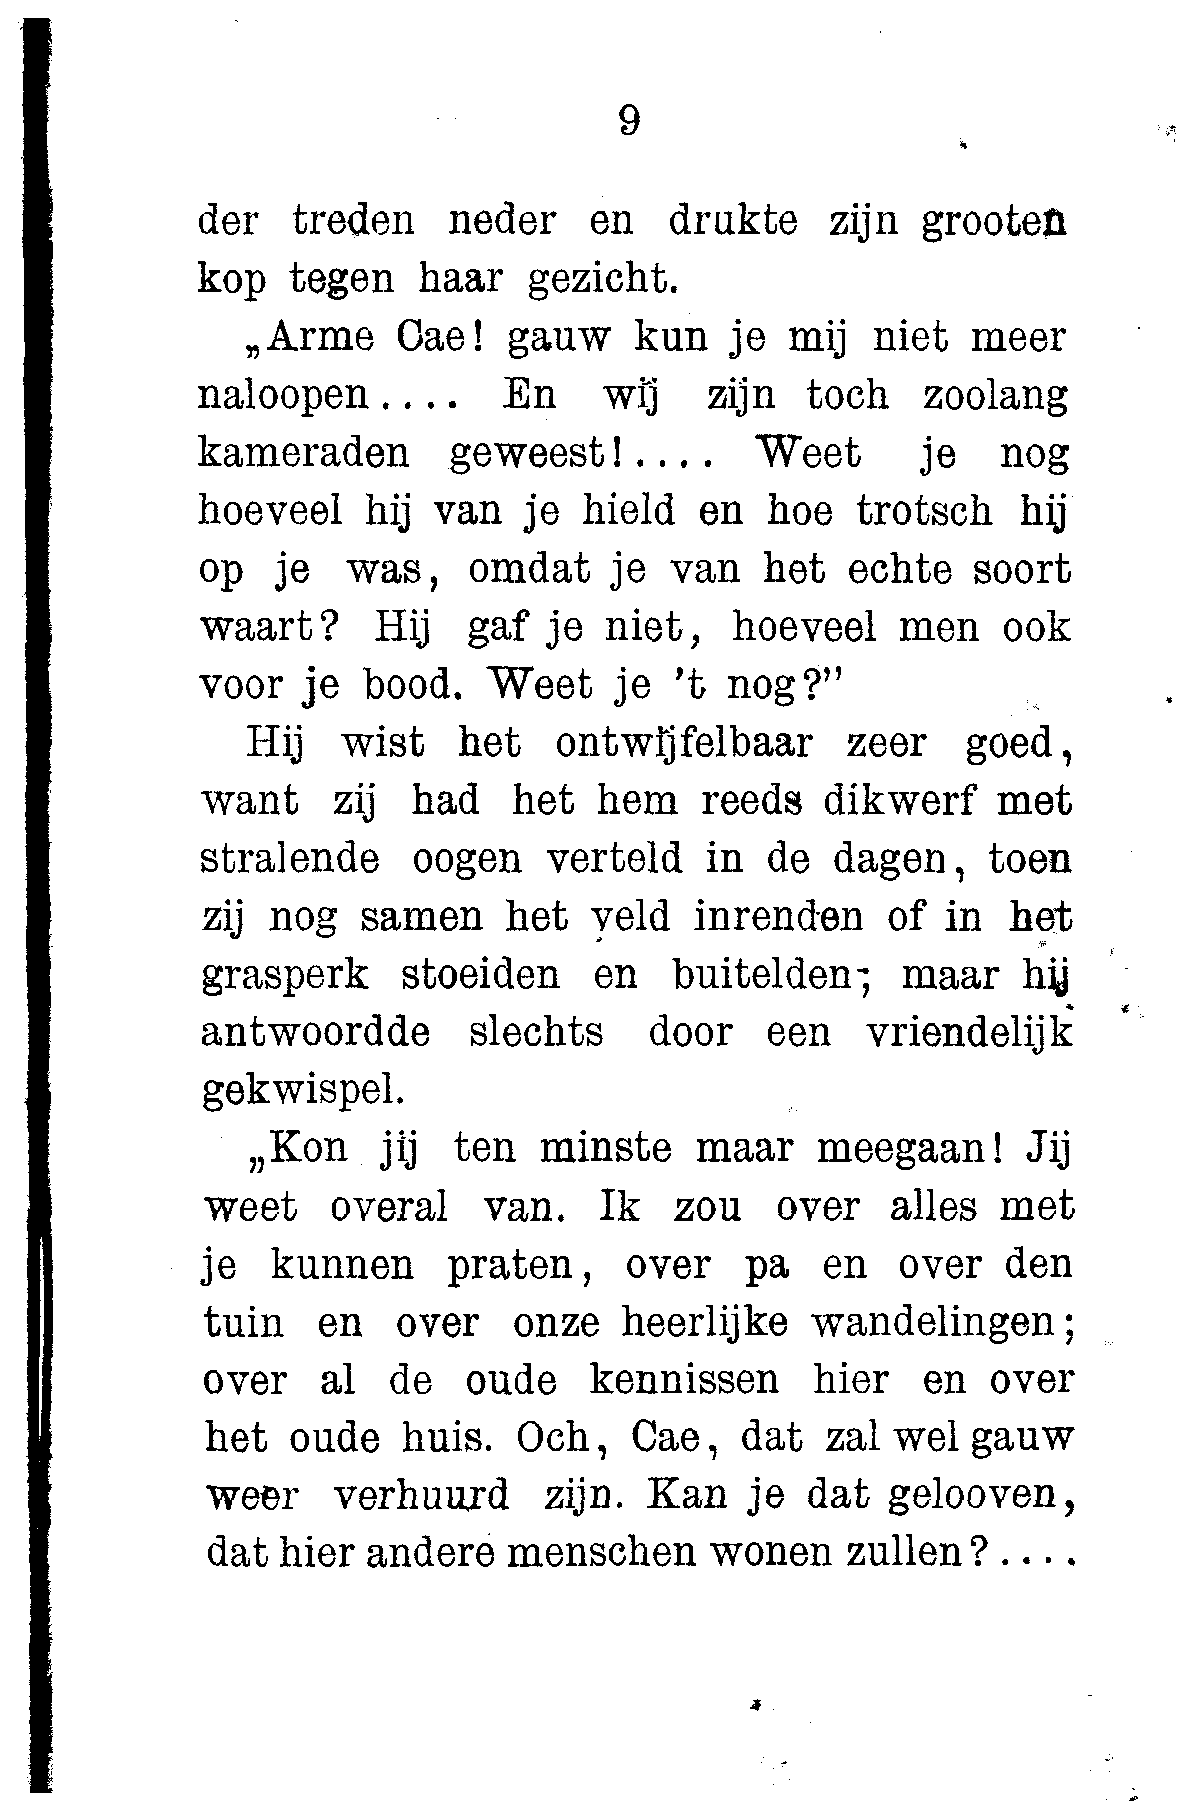 9
der treden neder en drukte zijn grooten
kop tegen haar gezicht.
„Arme Cae! gauw kun je mij niet meer
naloopen.... En wij zijn toch zoolang
kameraden geweest!.... Weet je nog
hoeveel hij van je hield en hoe trotsch hij
op je was, omdat je van het echte soort
waart? Hij gaf je niet, hoeveel men ook
voor je bood. Weet je 't nog?”
Hij wist het ontwijfelbaar zeer goed,
want zij had het hem reeds dikwerf met
stralende oogen verteld in de dagen, toen
zij nog samen het veld inrenden of in het
grasperk stoeiden en buitelden; maar hij
antwoordde slechts door een vriendelijk
gekwispel.
„Kon jij ten minste maar meegaan! Jij
weet overal van. Ik zou over alles met
je kunnen praten, over pa en over den
tuin en over onze heerlijke wandelingen;
over al de oude kennissen hier en over
het oude huis. Och, Cae, dat zal wel gauw
weer verhuurd zijn. Kan je dat gelooven,
dat hier andere menschen wonen zullen?....